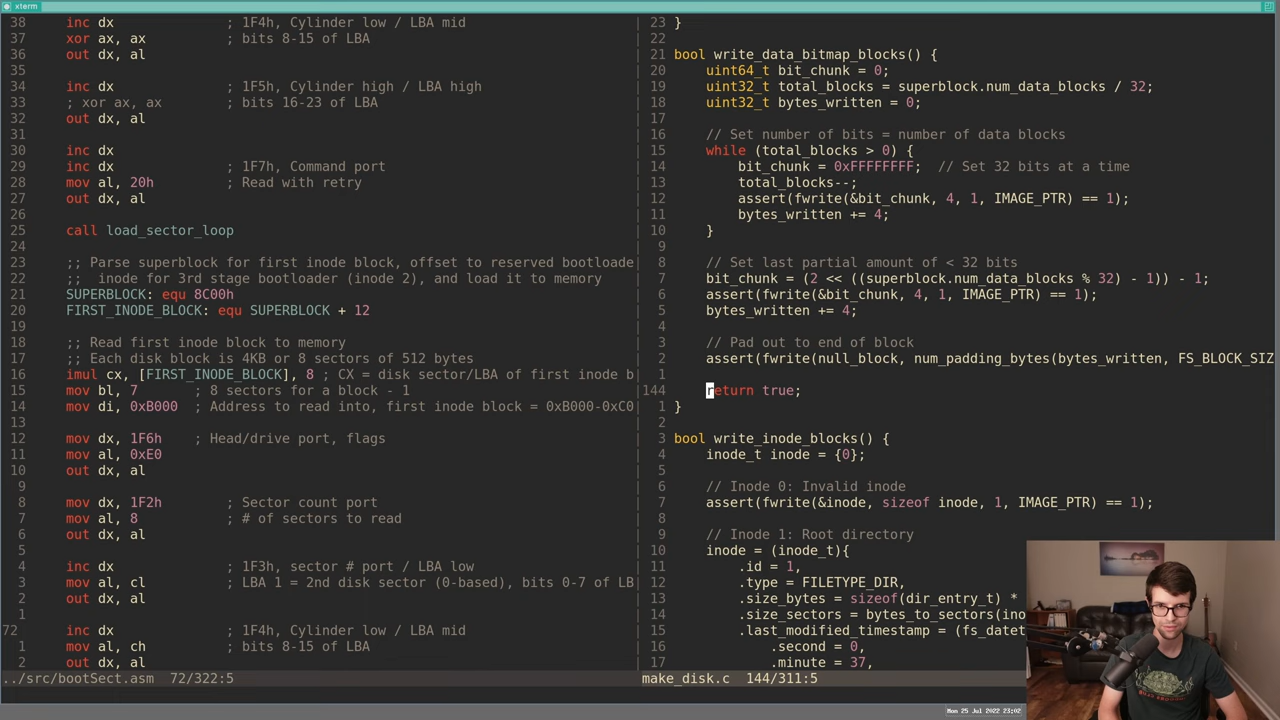 xterm
38 inc dx ; 1F4h, Cylinder low / LBA mid
37 xor ax, ax ; bits 8-15 of LBA
36 out dx, al
35
34 inc dx ; 1F5h, Cylinder high / LBA high
33 ; xor ax, ax ; bits 16-23 of LBA
32 out dx, al
31
30 inc dx
29 inc dx ; 1F7h, Command port
28 mov al, 20h ; Read with retry
27 out dx, al
26
25 call load_sector_loop
24
23 ;; Parse superblock for first inode block, offset to reserved bootloade
22 ;; inode for 3rd stage bootloader (inode 2), and load it to memory
21 SUPERBLOCK: equ 8C00h
20 FIRST_INODE_BLOCK: equ SUPERBLOCK + 12
19
18 ;; Read first inode block to memory
17 ;; Each disk block is 4KB or 8 sectors of 512 bytes
16 imul cx, [FIRST_INODE_BLOCK], 8 ; CX = disk sector/LBA of first inode b
15 mov bl, 7 ; 8 sectors for a block - 1
14 mov di, 0xB000 ; Address to read into, first inode block = 0xB000-0xC0
13
12 mov dx, 1F6h ; Head/drive port, flags
11 mov al, 0xE0
10 out dx, al
9
8 mov dx, 1F2h ; Sector count port
7 mov al, 8 ; # of sectors to read
6 out dx, al
5
4 inc dx ; 1F3h, sector # port / LBA low
3 mov al, cl ; LBA 1 = 2nd disk sector (0-based), bits 0-7 of LB
2 out dx, al
1
72 inc dx ; 1F4h, Cylinder low / LBA mid
1 mov al, ch ; bits 8-15 of LBA
2 out dx, al
../src/bootSect.asm 72/322:5
23 }
22
21 bool write_data_bitmap_blocks() {
20 uint64_t bit_chunk = 0;
19 uint32_t total_blocks = superblock.num_data_blocks / 32;
18 uint32_t bytes_written = 0;
17
16 // Set number of bits = number of data blocks
15 while (total_blocks > 0) {
14 bit_chunk = 0xFFFFFFFF; // Set 32 bits at a time
13 total_blocks--;
12 assert(fwrite(&bit_chunk, 4, 1, IMAGE_PTR) == 1);
11 bytes_written += 4;
10 }
9
8 // Set last partial amount of < 32 bits
7 bit_chunk = (2 << ((superblock.num_data_blocks % 32) - 1)) - 1;
6 assert(fwrite(&bit_chunk, 4, 1, IMAGE_PTR) == 1);
5 bytes_written += 4;
4
3 // Pad out to end of block
2 assert(fwrite(null_block, num_padding_bytes(bytes_written, FS_BLOCK_SIZ
1
144 return true;
1 }
2
3 bool write_inode_blocks() {
4 inode_t inode = {0};
5
6 // Inode 0: Invalid inode
7 assert(fwrite(&inode, sizeof inode, 1, IMAGE_PTR) == 1);
8
9 // Inode 1: Root directory
10 inode = (inode_t){
11 .id = 1,
12 .type = FILETYPE_DIR,
13 .size_bytes = sizeof(dir_entry_t) *
14 .size_sectors = bytes_to_sectors(ino
15 .last_modified_timestamp = (fs_datet
16 .second = 0,
17 .minute = 37,
make_disk.c 144/311:5
Mon 25 Jul 2022 23:02